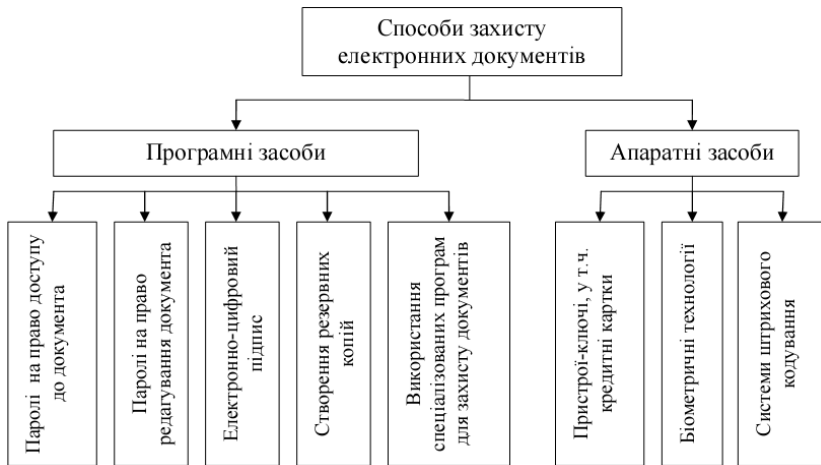 Способи захисту
електронних документів
Програмні засоби
Апаратні засоби
Паролі на право доступу
до документа
Паролі на право
редагування документа
Електронно-цифровий
підпис
Створення резервних
копій
Використання
спеціалізованих програм
для захисту документів
Пристрої-ключі, у т.ч.
кредитні картки
Біометричні технології
Системи штрихового
кодування